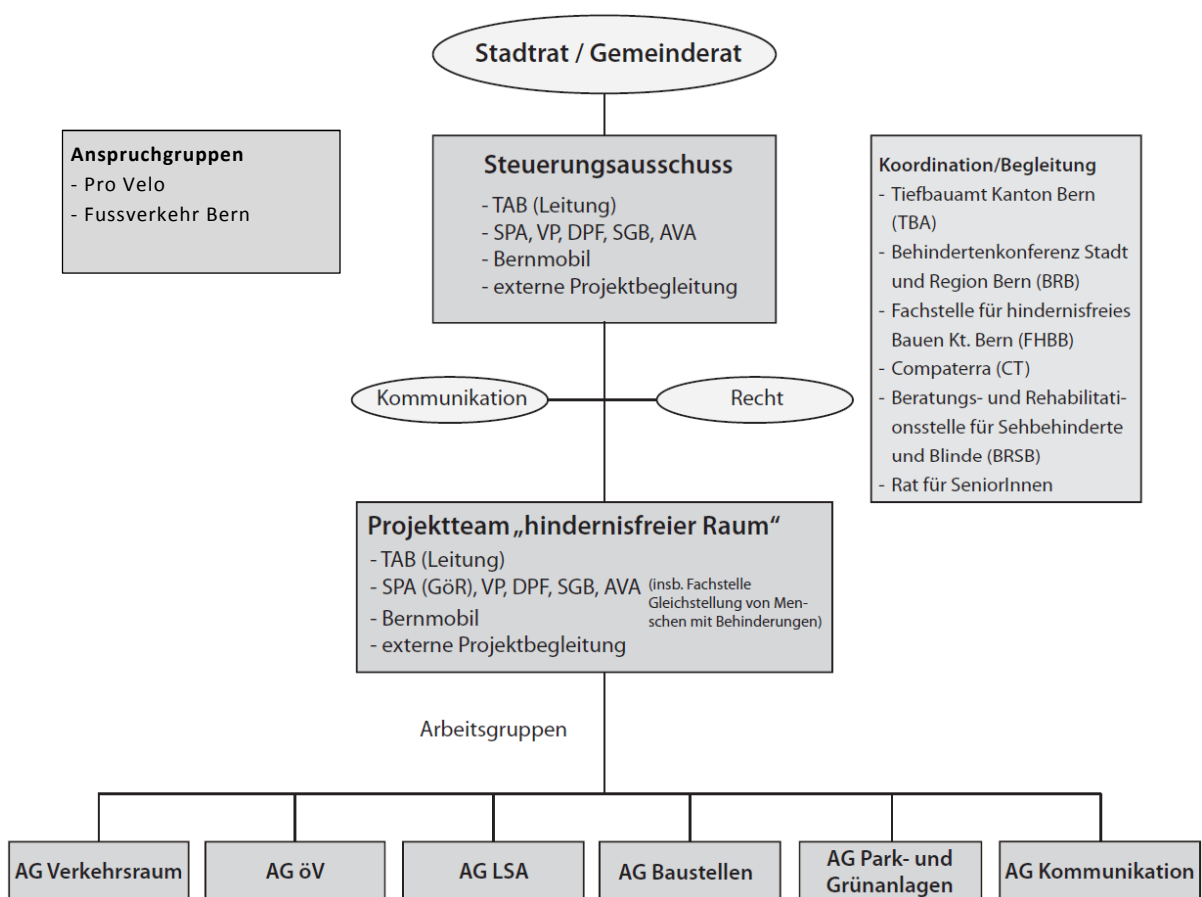 Stadtrat / Gemeinderat
Anspruchgruppen
- Pro Velo
- Fussverkehr Bern
Steuerungsausschuss
- TAB (Leitung)
- SPA, VP, DPF, SGB, AVA
- Bernmobil
- externe Projektbegleitung
Koordination/Begleitung
- Tiefbauamt Kanton Bern
(TBA)
- Behindertenkonferenz Stadt
und Region Bern (BRB)
- Fachstelle für hindernisfreies
Bauen Kt. Bern (FHBB)
- Compaterra (CT)
- Beratungs- und Rehabilitati-
onsstelle für Sehbehinderte
und Blinde (BRSB)
- Rat für SeniorInnen
Kommunikation
Recht
Projektteam „hindernisfreier Raum“
- TAB (Leitung)
- SPA (GöR), VP, DPF, SGB, AVA
(insb. Fachstelle
Gleichstellung von Men-
schen mit Behinderungen)
- Bernmobil
- externe Projektbegleitung
Arbeitsgruppen
AG Verkehrsraum
AG öV
AG LSA
AG Baustellen
AG Park- und
Grünanlagen
AG Kommunikation